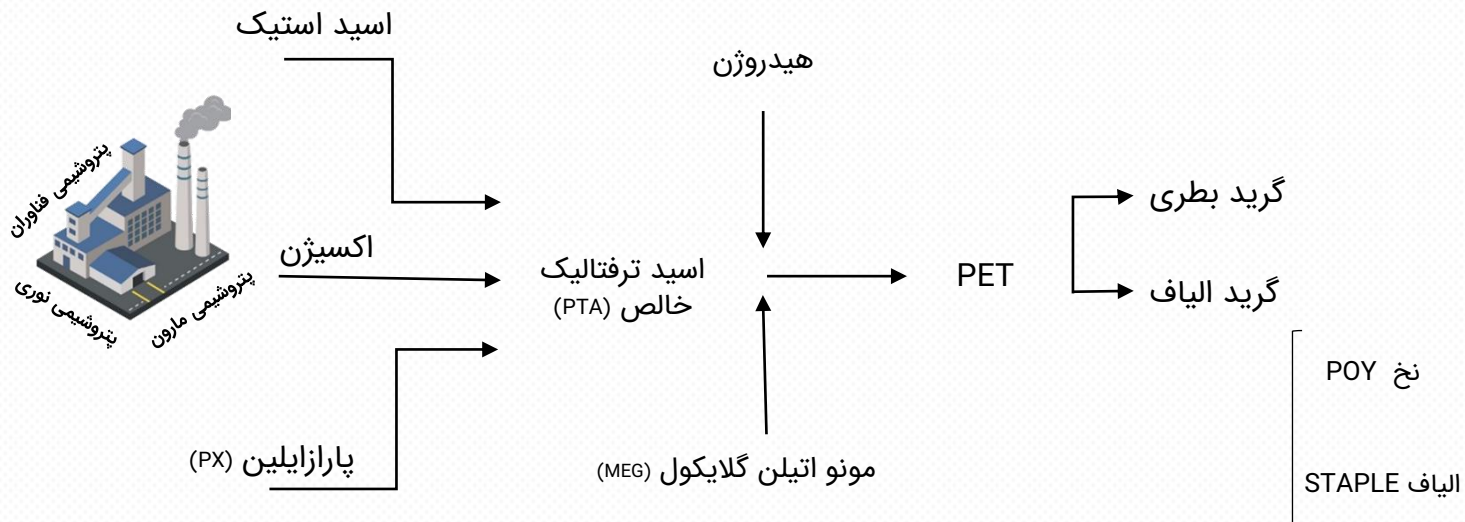 اسید استیک
هیدروژن
پتروشیمی فناوران
گرید بطری
اکسیژن
اسید ترفتالیک
خالص (PTA)
PET
گرید الیاف
پتروشیمی نوری
پتروشیمی مارون
نخ POY
پارازایلین (PX)
مونو اتیلن گلایکول (MEG)
الیاف STAPLE